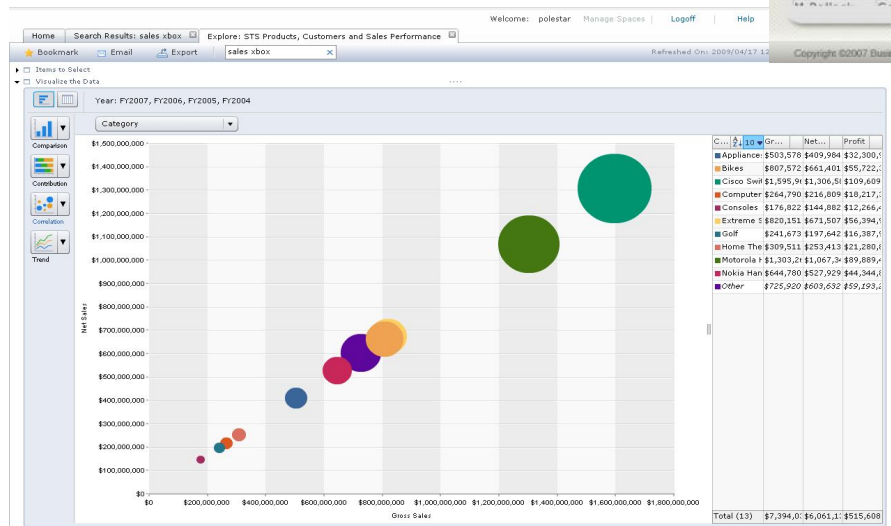 Welcome: polestar Manage Spaces | Logoff | Help
Home Search Results: sales xbox Explore: STS Products, Customers and Sales Performance
Bookmark Email Export sales xbox Refreshed On: 2009/04/17 12
Copyright ©2007 Busi
Items to Select
Visualize the Data
Year: FY2007, FY2006, FY2005, FY2004
Category
Comparison
Contribution
Correlation
Trend
Net Sales
$1,500,000,000
$1,400,000,000
$1,300,000,000
$1,200,000,000
$1,100,000,000
$900,000,000
$800,000,000
$700,000,000
$600,000,000
$500,000,000
$400,000,000
$300,000,000
$200,000,000
$100,000,000
$0
$0 $200,000,000 $400,000,000 $600,000,000 $800,000,000 $1,000,000,000 $1,200,000,000 $1,400,000,000 $1,600,000,000 $1,800,000,000
Gross Sales
C... 10 Gr... Net... Profit
Appliance $503,578 $409,984 $32,300,
Bikes $807,572 $661,401 $55,722,
Cisco Swit $1,595,9 $1,306,5 $109,609
Computer $264,790 $216,809 $18,217,
Consoles $176,822 $144,882 $12,266,
Extreme S $820,151 $671,507 $56,394,
Golf $241,673 $197,642 $16,387,
Home The $309,511 $253,413 $21,280,
Motorola $1,303,2 $1,067,3 $89,889,
Nokia Han $644,780 $527,929 $44,344,
Other $725,920 $603,632 $59,193,
Total (13) $7,394,0 $6,061,1 $515,608